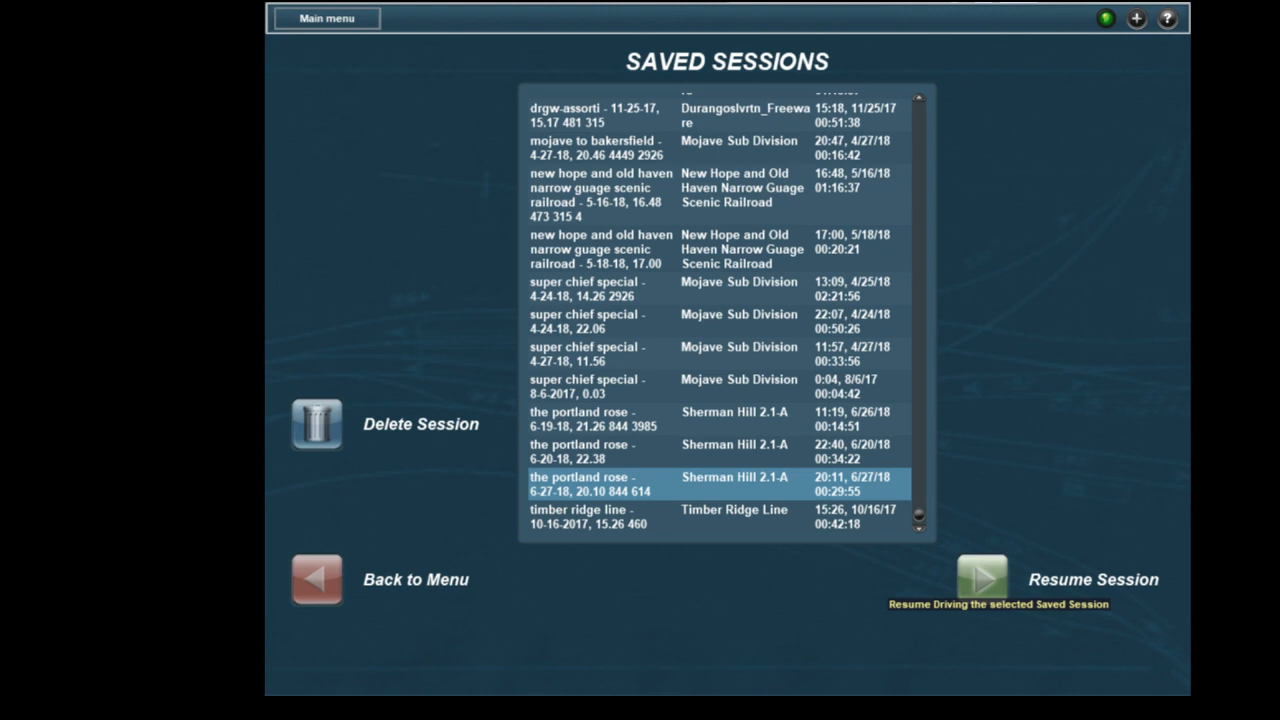 Main menu
SAVED SESSIONS
drgw-assorti - 11-25-17, Durangoslvrtn_Freewa 15:18, 11/25/17
15.17 481 315 re 00:51:38
mojave to bakersfield - Mojave Sub Division 20:47, 4/27/18
4-27-18, 20.46 4449 2926 00:16:42
new hope and old haven New Hope and Old 16:48, 5/16/18
narrow guage scenic Haven Narrow Guage 01:16:37
railroad - 5-16-18, 16.48 Scenic Railroad
473 315 4
new hope and old haven New Hope and Old 17:00, 5/18/18
narrow guage scenic Haven Narrow Guage 00:20:21
railroad - 5-18-18, 17.00 Scenic Railroad
super chief special - Mojave Sub Division 13:09, 4/25/18
4-24-18, 14.26 2926 02:21:56
super chief special - Mojave Sub Division 22:07, 4/24/18
4-24-18, 22.06 00:50:26
super chief special - Mojave Sub Division 11:57, 4/27/18
4-27-18, 11.56 00:33:56
super chief special - Mojave Sub Division 0:04, 8/6/17
8-6-2017, 0.03 00:04:42
the portland rose - Sherman Hill 2.1-A 11:19, 6/26/18
6-19-18, 21.26 844 3985 00:14:51
the portland rose - Sherman Hill 2.1-A 22:40, 6/20/18
6-20-18, 22.38 00:34:22
the portland rose - Sherman Hill 2.1-A 20:11, 6/27/18
6-27-18, 20.10 844 614 00:29:55
timber ridge line - Timber Ridge Line 15:26, 10/16/17
10-16-2017, 15.26 460 00:42:18
Delete Session
Back to Menu
Resume Session
Resume Driving the selected Saved Session